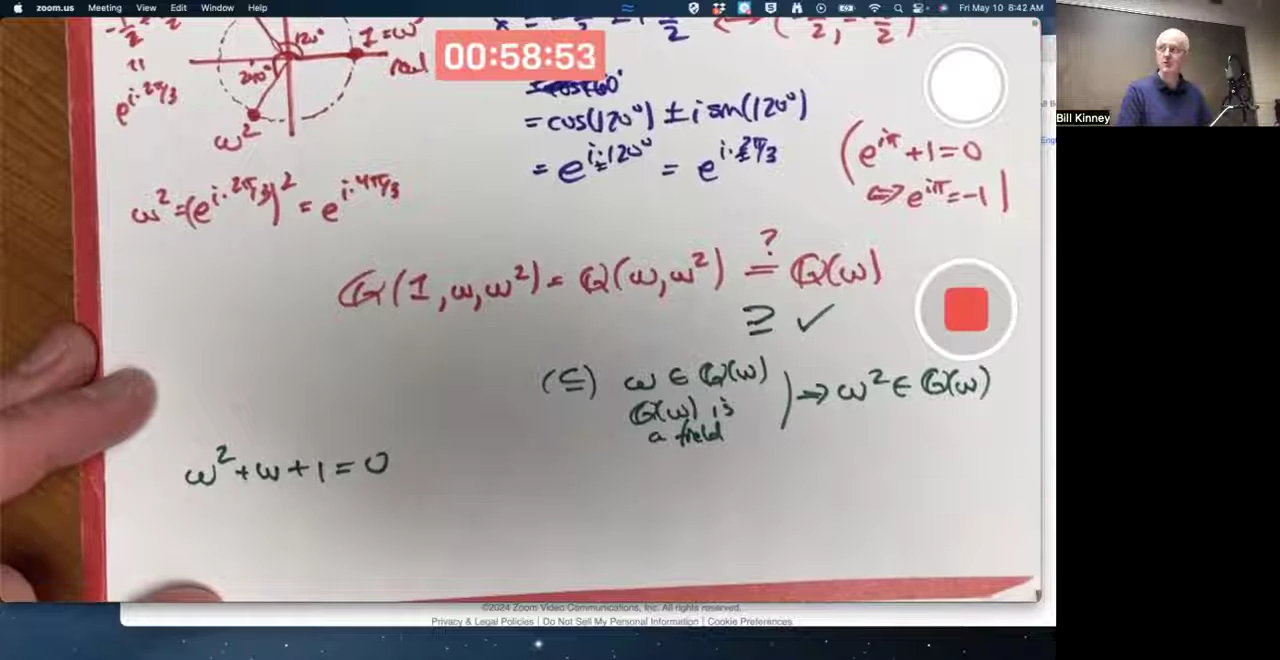 zoom.us Meeting View Edit Window Help Fri May 10 8:42 AM
00:58:53
120° 1 = ω⁰
real
240°
e^{i·2π/3}
ω²
= cos(120°) ± i sin(120°)
= e^{i·±120°} = e^{i·±2π/3}
(e^{iπ} + 1 = 0
⇔ e^{iπ} = -1)
ω² = (e^{i·2π/3})² = e^{i·4π/3}
ℚ(1, ω, ω²) = ℚ(ω, ω²) ≟ ℚ(ω)
⊇ ✓
(⊆) ω ∈ ℚ(ω)
ℚ(ω) is
a field
) ⇒ ω² ∈ ℚ(ω)
ω² + ω + 1 = 0
©2024 Zoom Video Communications, Inc. All rights reserved.
Privacy & Legal Policies | Do Not Sell My Personal Information | Cookie Preferences
Bill Kinney